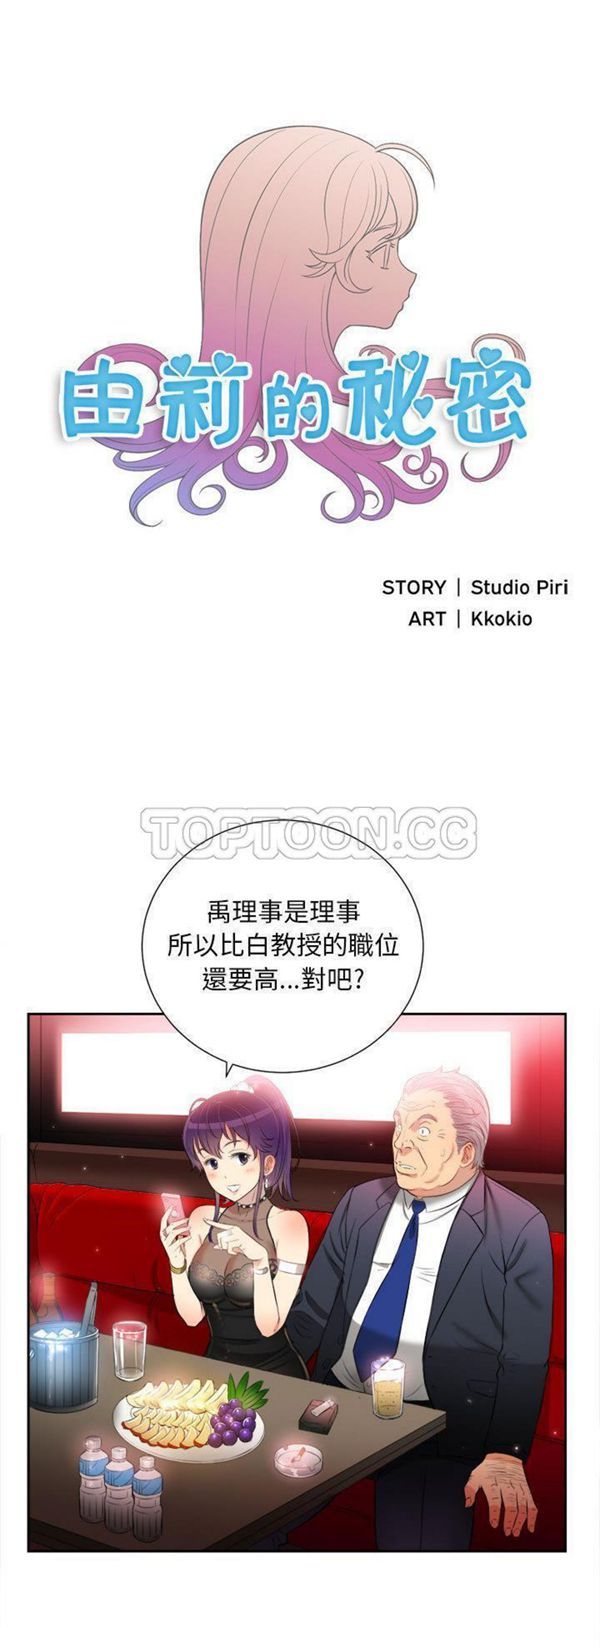 由莉的秘密
STORY | Studio Piri
ART | Kkokio
TOPTOON.CC
禹理事是理事
所以比白教授的職位
還要高...對吧?